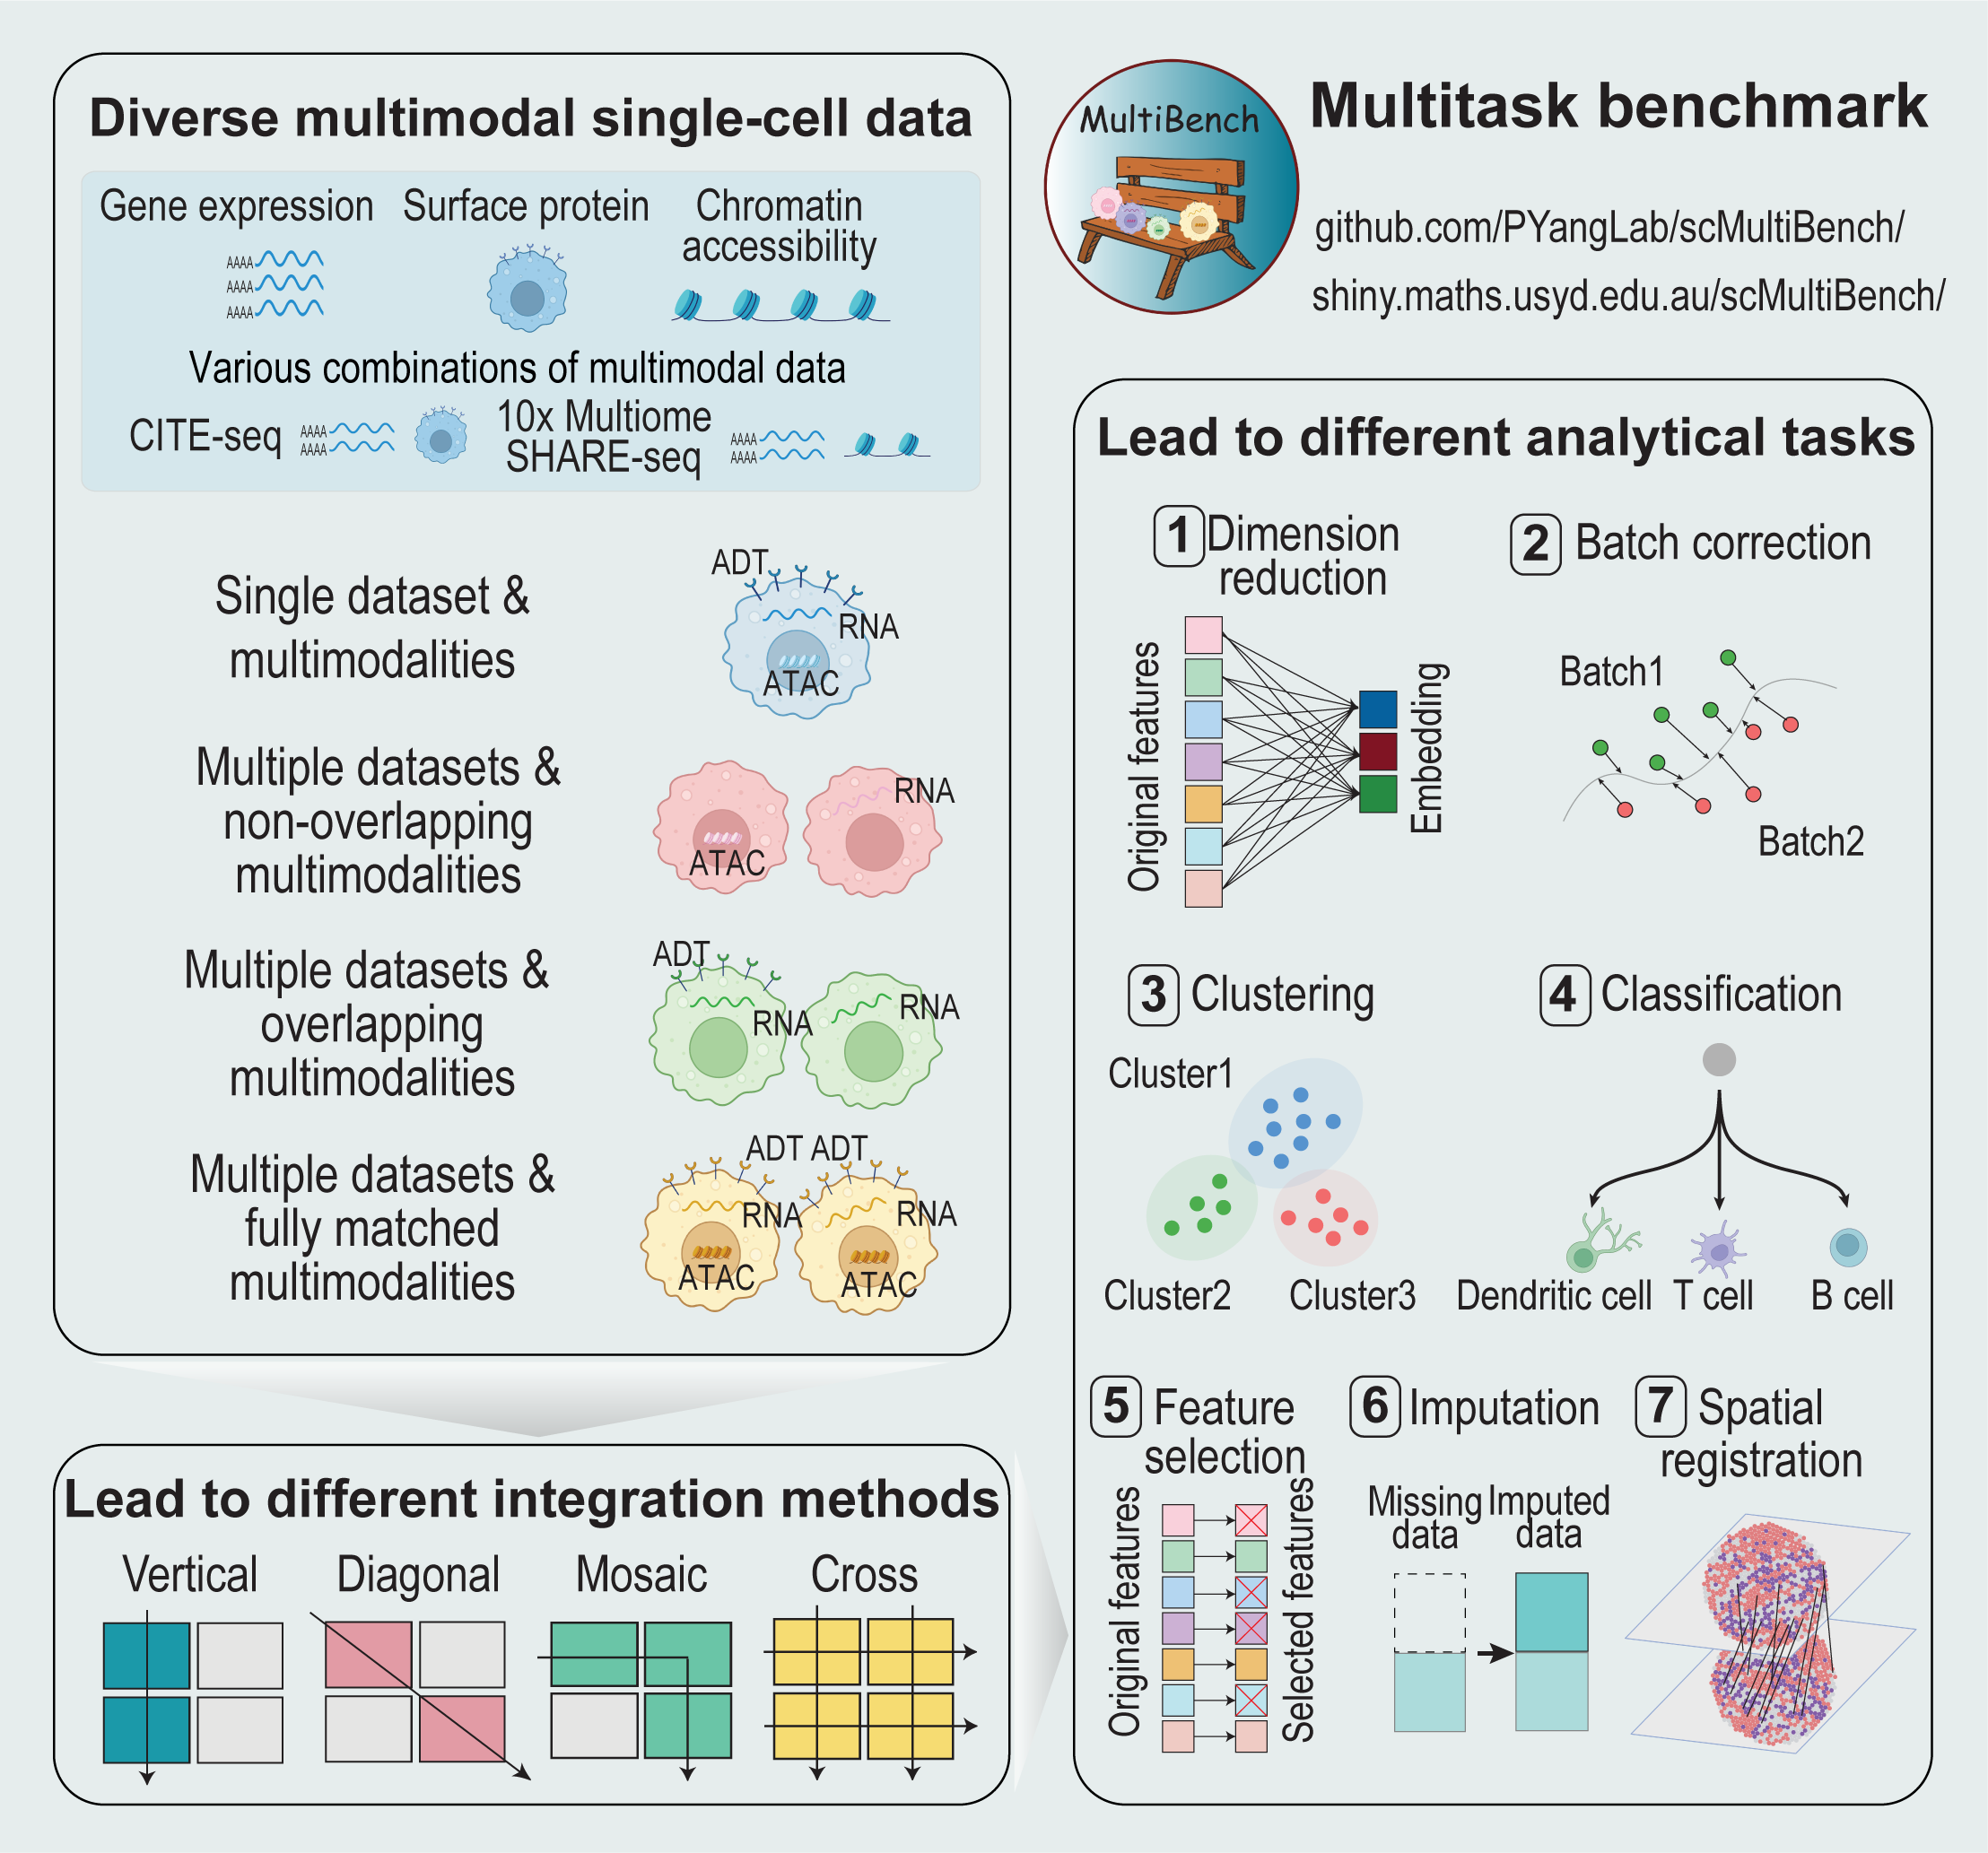 Diverse multimodal single-cell data
Gene expression
Surface protein
Chromatin
accessibility
AAAA
AAAA
AAAA
Various combinations of multimodal data
CITE-seq
AAAA
AAAA
10x Multiome
SHARE-seq
AAAA
AAAA
Single dataset &
multimodalities
ADT
RNA
ATAC
Multiple datasets &
non-overlapping
multimodalities
ATAC
RNA
Multiple datasets &
overlapping
multimodalities
ADT
RNA
RNA
Multiple datasets &
fully matched
multimodalities
ADT ADT
RNA
RNA
ATAC
ATAC
Lead to different integration methods
Vertical
Diagonal
Mosaic
Cross
MultiBench
Multitask benchmark
github.com/PYangLab/scMultiBench/
shiny.maths.usyd.edu.au/scMultiBench/
Lead to different analytical tasks
1 Dimension
reduction
Original features
Embedding
2 Batch correction
Batch1
Batch2
3 Clustering
Cluster1
Cluster2
Cluster3
4 Classification
Dendritic cell
T cell
B cell
5 Feature
selection
Original features
Selected features
6 Imputation
Missing
data
Imputed
data
7 Spatial
registration